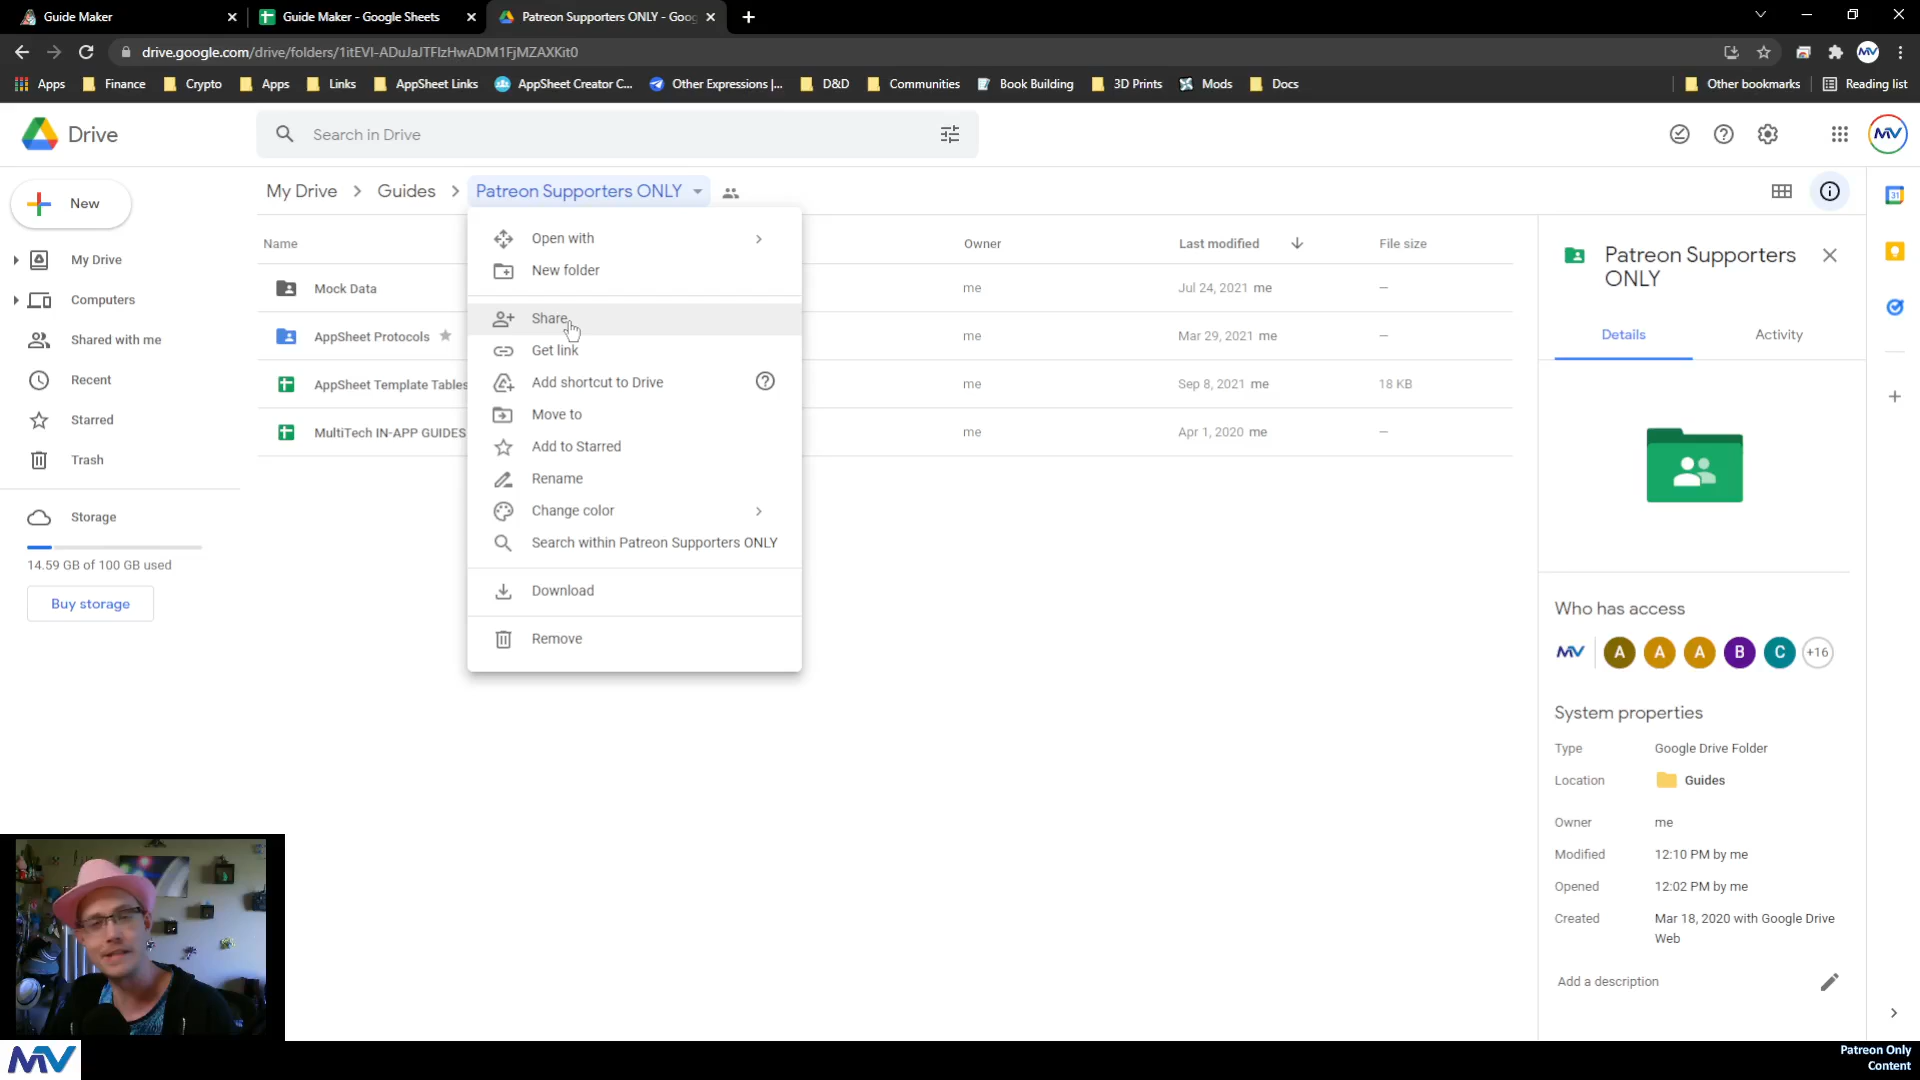 Guide Maker
Guide Maker - Google Sheets
Patreon Supporters ONLY - Goog
drive.google.com/drive/folders/1itEVl-ADuJaJTFlzHwADM1FjMZAXKit0
MV
Apps
Finance
Crypto
Apps
Links
AppSheet Links
AppSheet Creator C...
Other Expressions |...
D&D
Communities
Book Building
3D Prints
Mods
Docs
Other bookmarks
Reading list
Drive
Search in Drive
MV
New
My Drive
Computers
Shared with me
Recent
Starred
Trash
Storage
14.59 GB of 100 GB used
Buy storage
My Drive
Guides
Patreon Supporters ONLY
Name
Owner
Last modified
File size
Mock Data
me
Jul 24, 2021 me
—
AppSheet Protocols
me
Mar 29, 2021 me
—
AppSheet Template Tables
me
Sep 8, 2021 me
18 KB
MultiTech IN-APP GUIDES
me
Apr 1, 2020 me
—
Open with
New folder
Share
Get link
Add shortcut to Drive
Move to
Add to Starred
Rename
Change color
Search within Patreon Supporters ONLY
Download
Remove
Patreon Supporters
ONLY
Details
Activity
Who has access
MV
A
A
A
B
C
+16
System properties
Type
Google Drive Folder
Location
Guides
Owner
me
Modified
12:10 PM by me
Opened
12:02 PM by me
Created
Mar 18, 2020 with Google Drive
Web
Add a description
31
MV
Patreon Only
Content